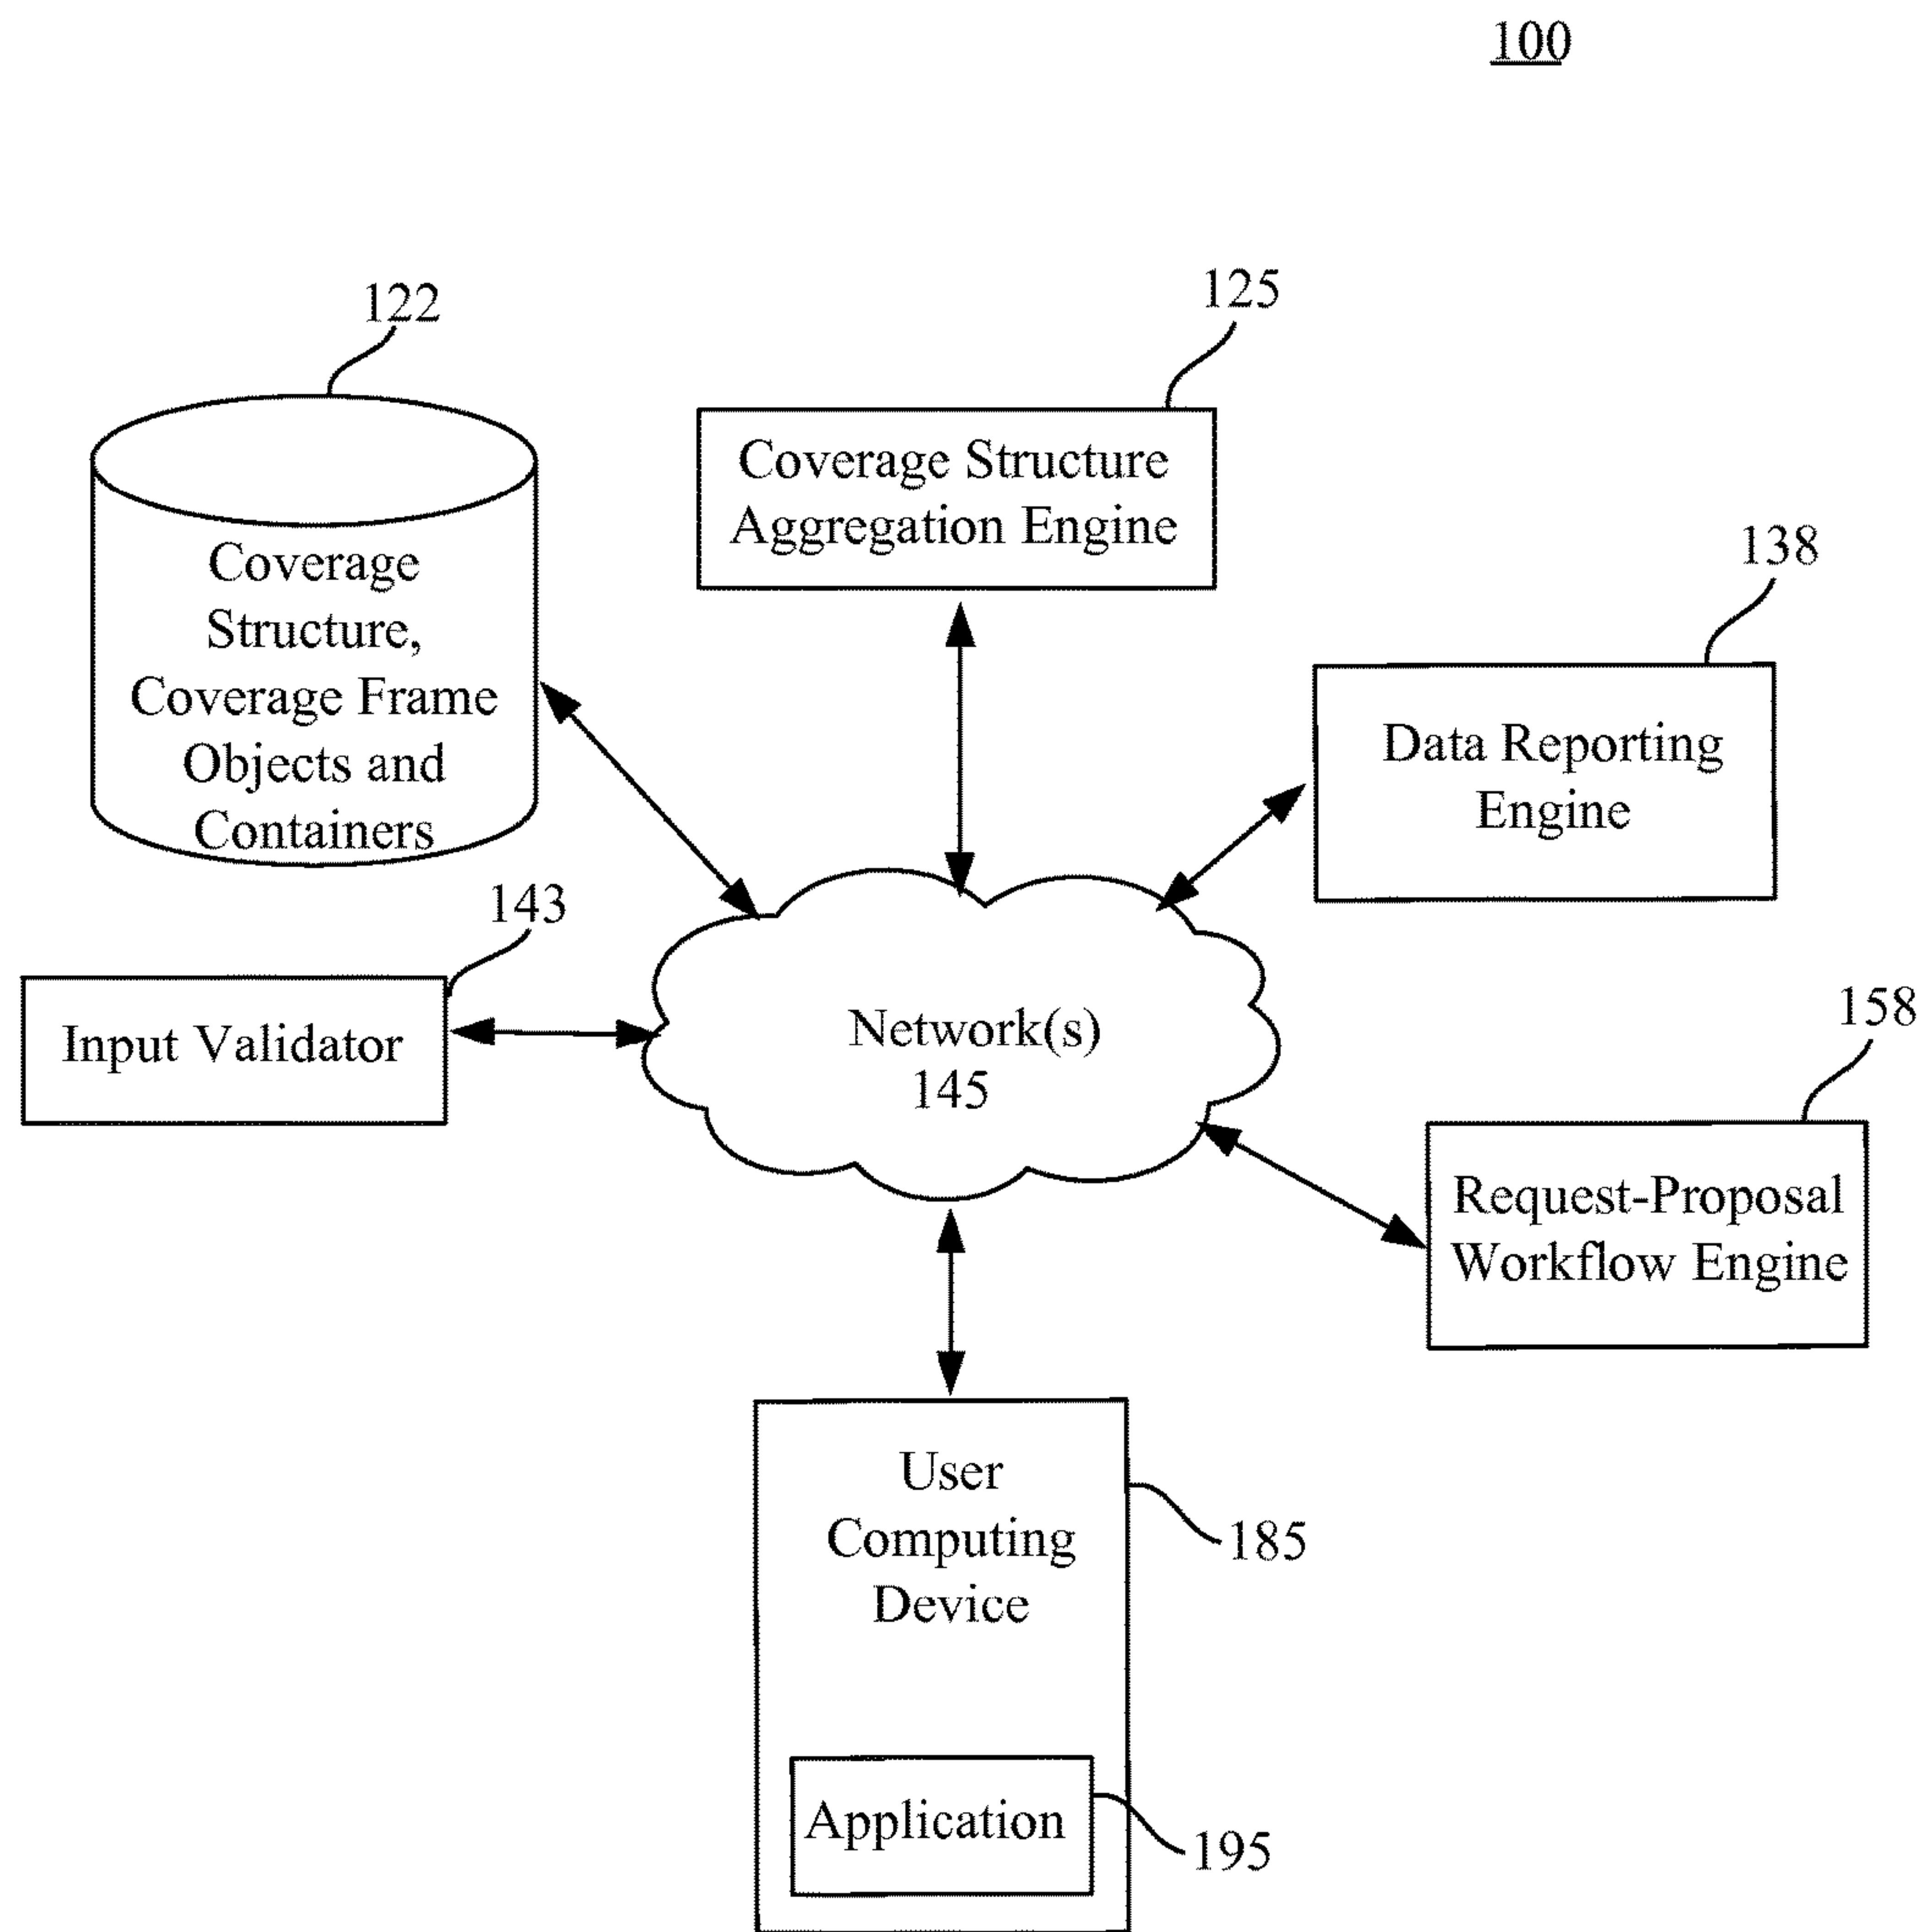 100
122
125
Coverage
Structure,
Coverage Frame
Objects and
Containers
Coverage Structure
Aggregation Engine
138
Data Reporting
Engine
143
Input Validator
Network(s)
145
158
Request-Proposal
Workflow Engine
User
Computing
Device
185
Application
195